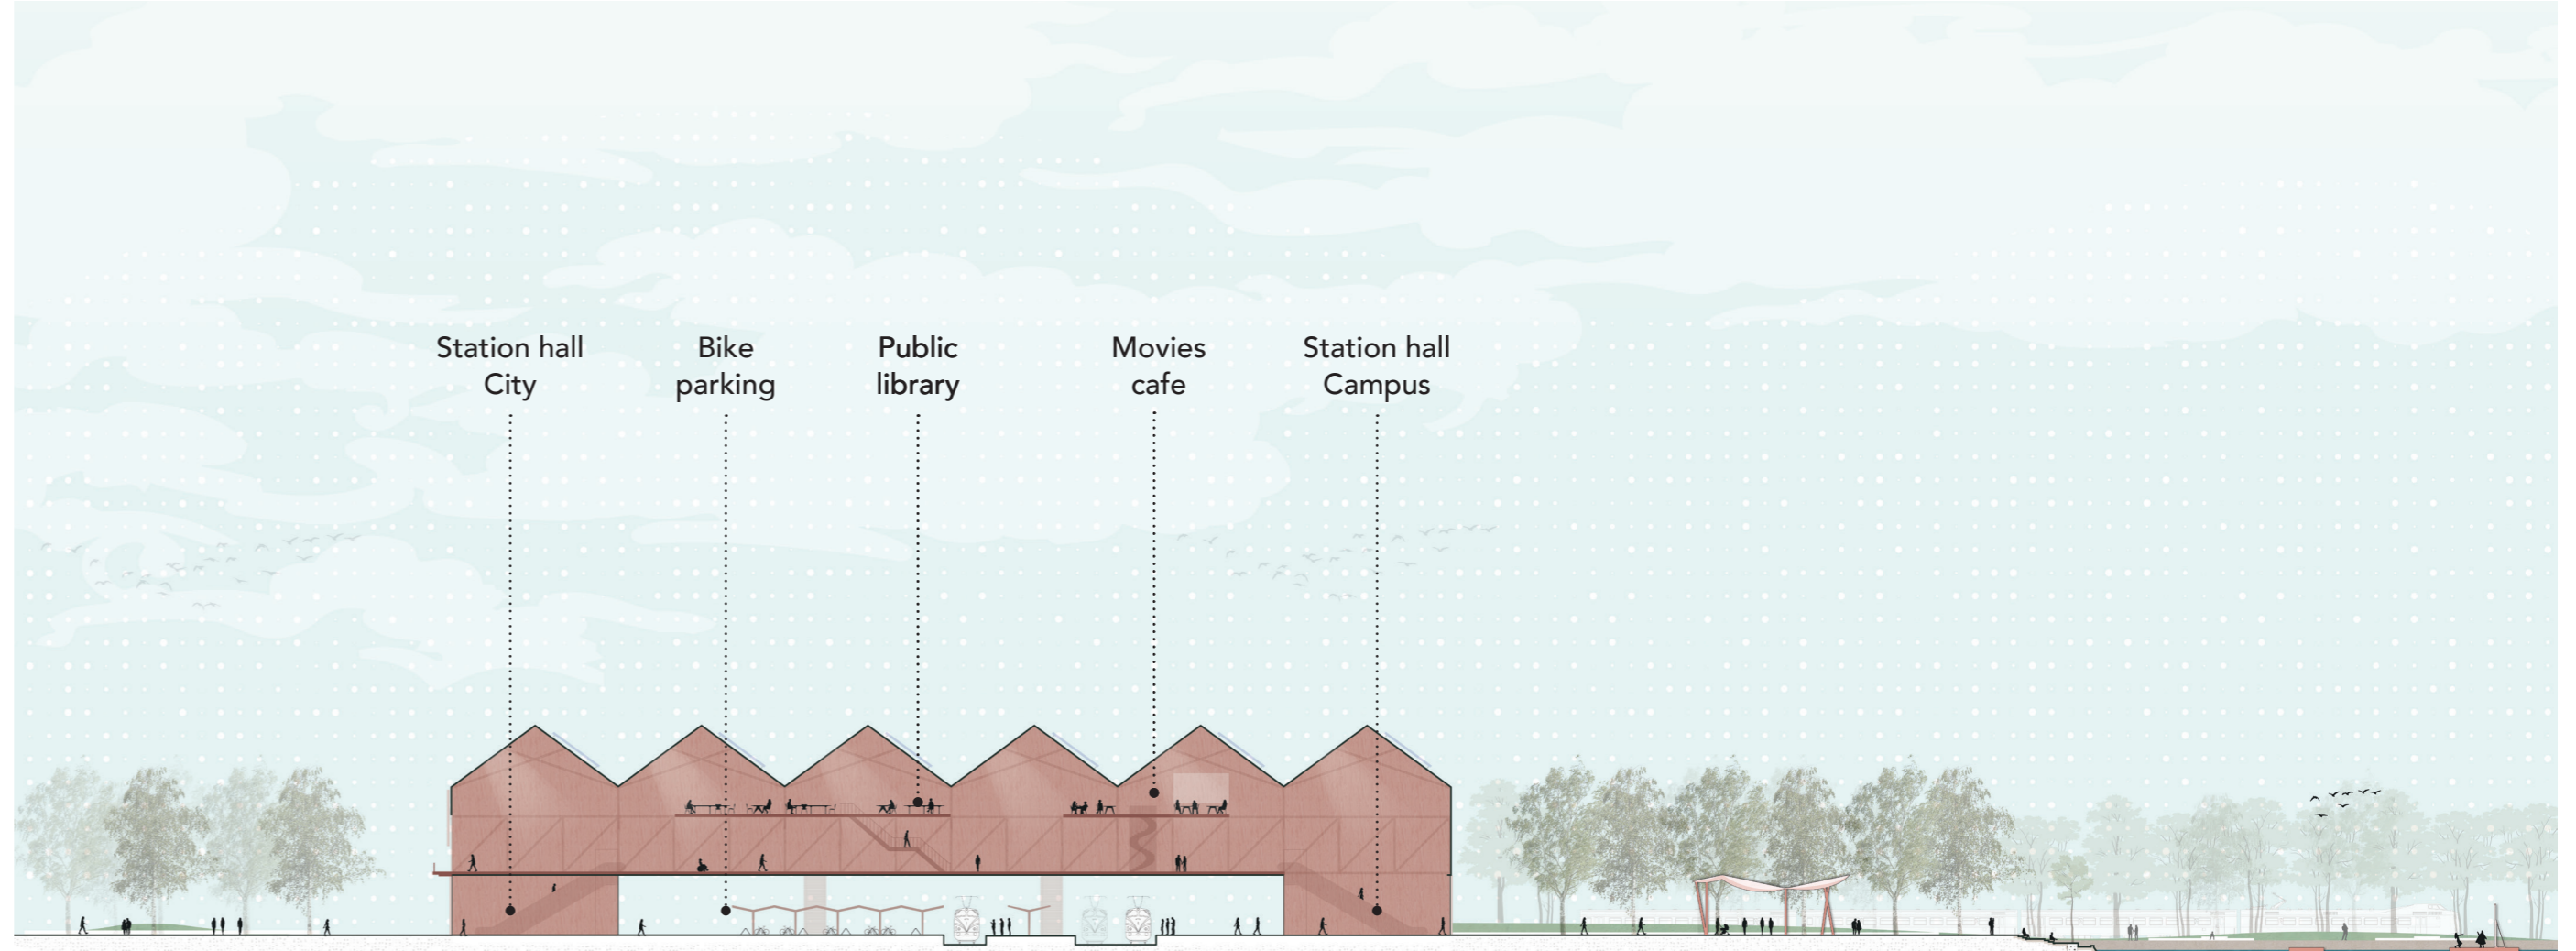 Station hall
City
Bike
parking
Public
library
Movies
cafe
Station hall
Campus